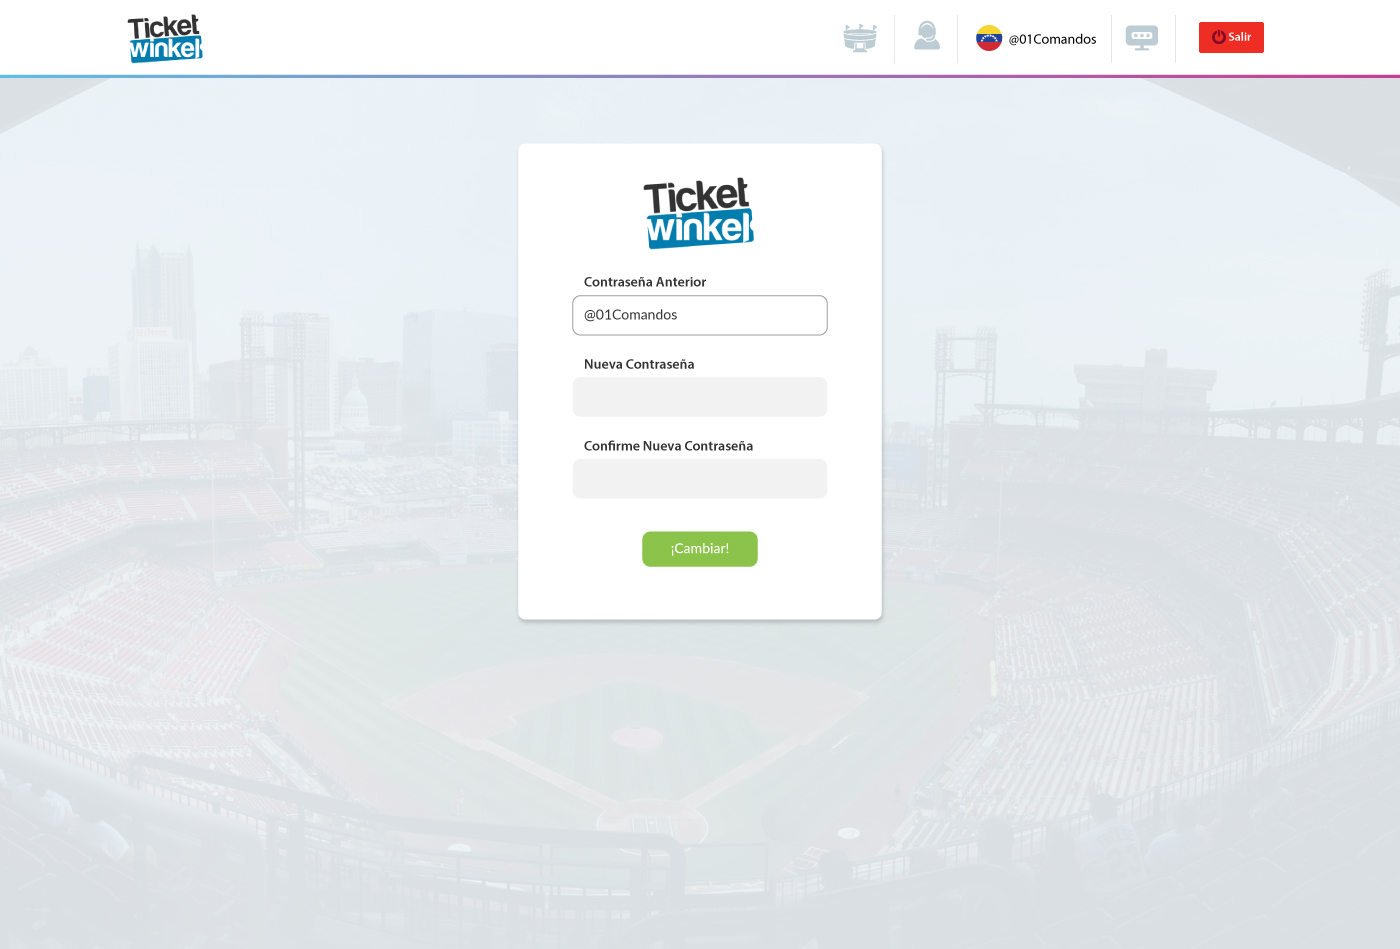 Ticket
winkel
@01Comandos
Salir
Ticket
winkel
Contraseña Anterior
@01Comandos
Nueva Contraseña
Confirme Nueva Contraseña
¡Cambiar!